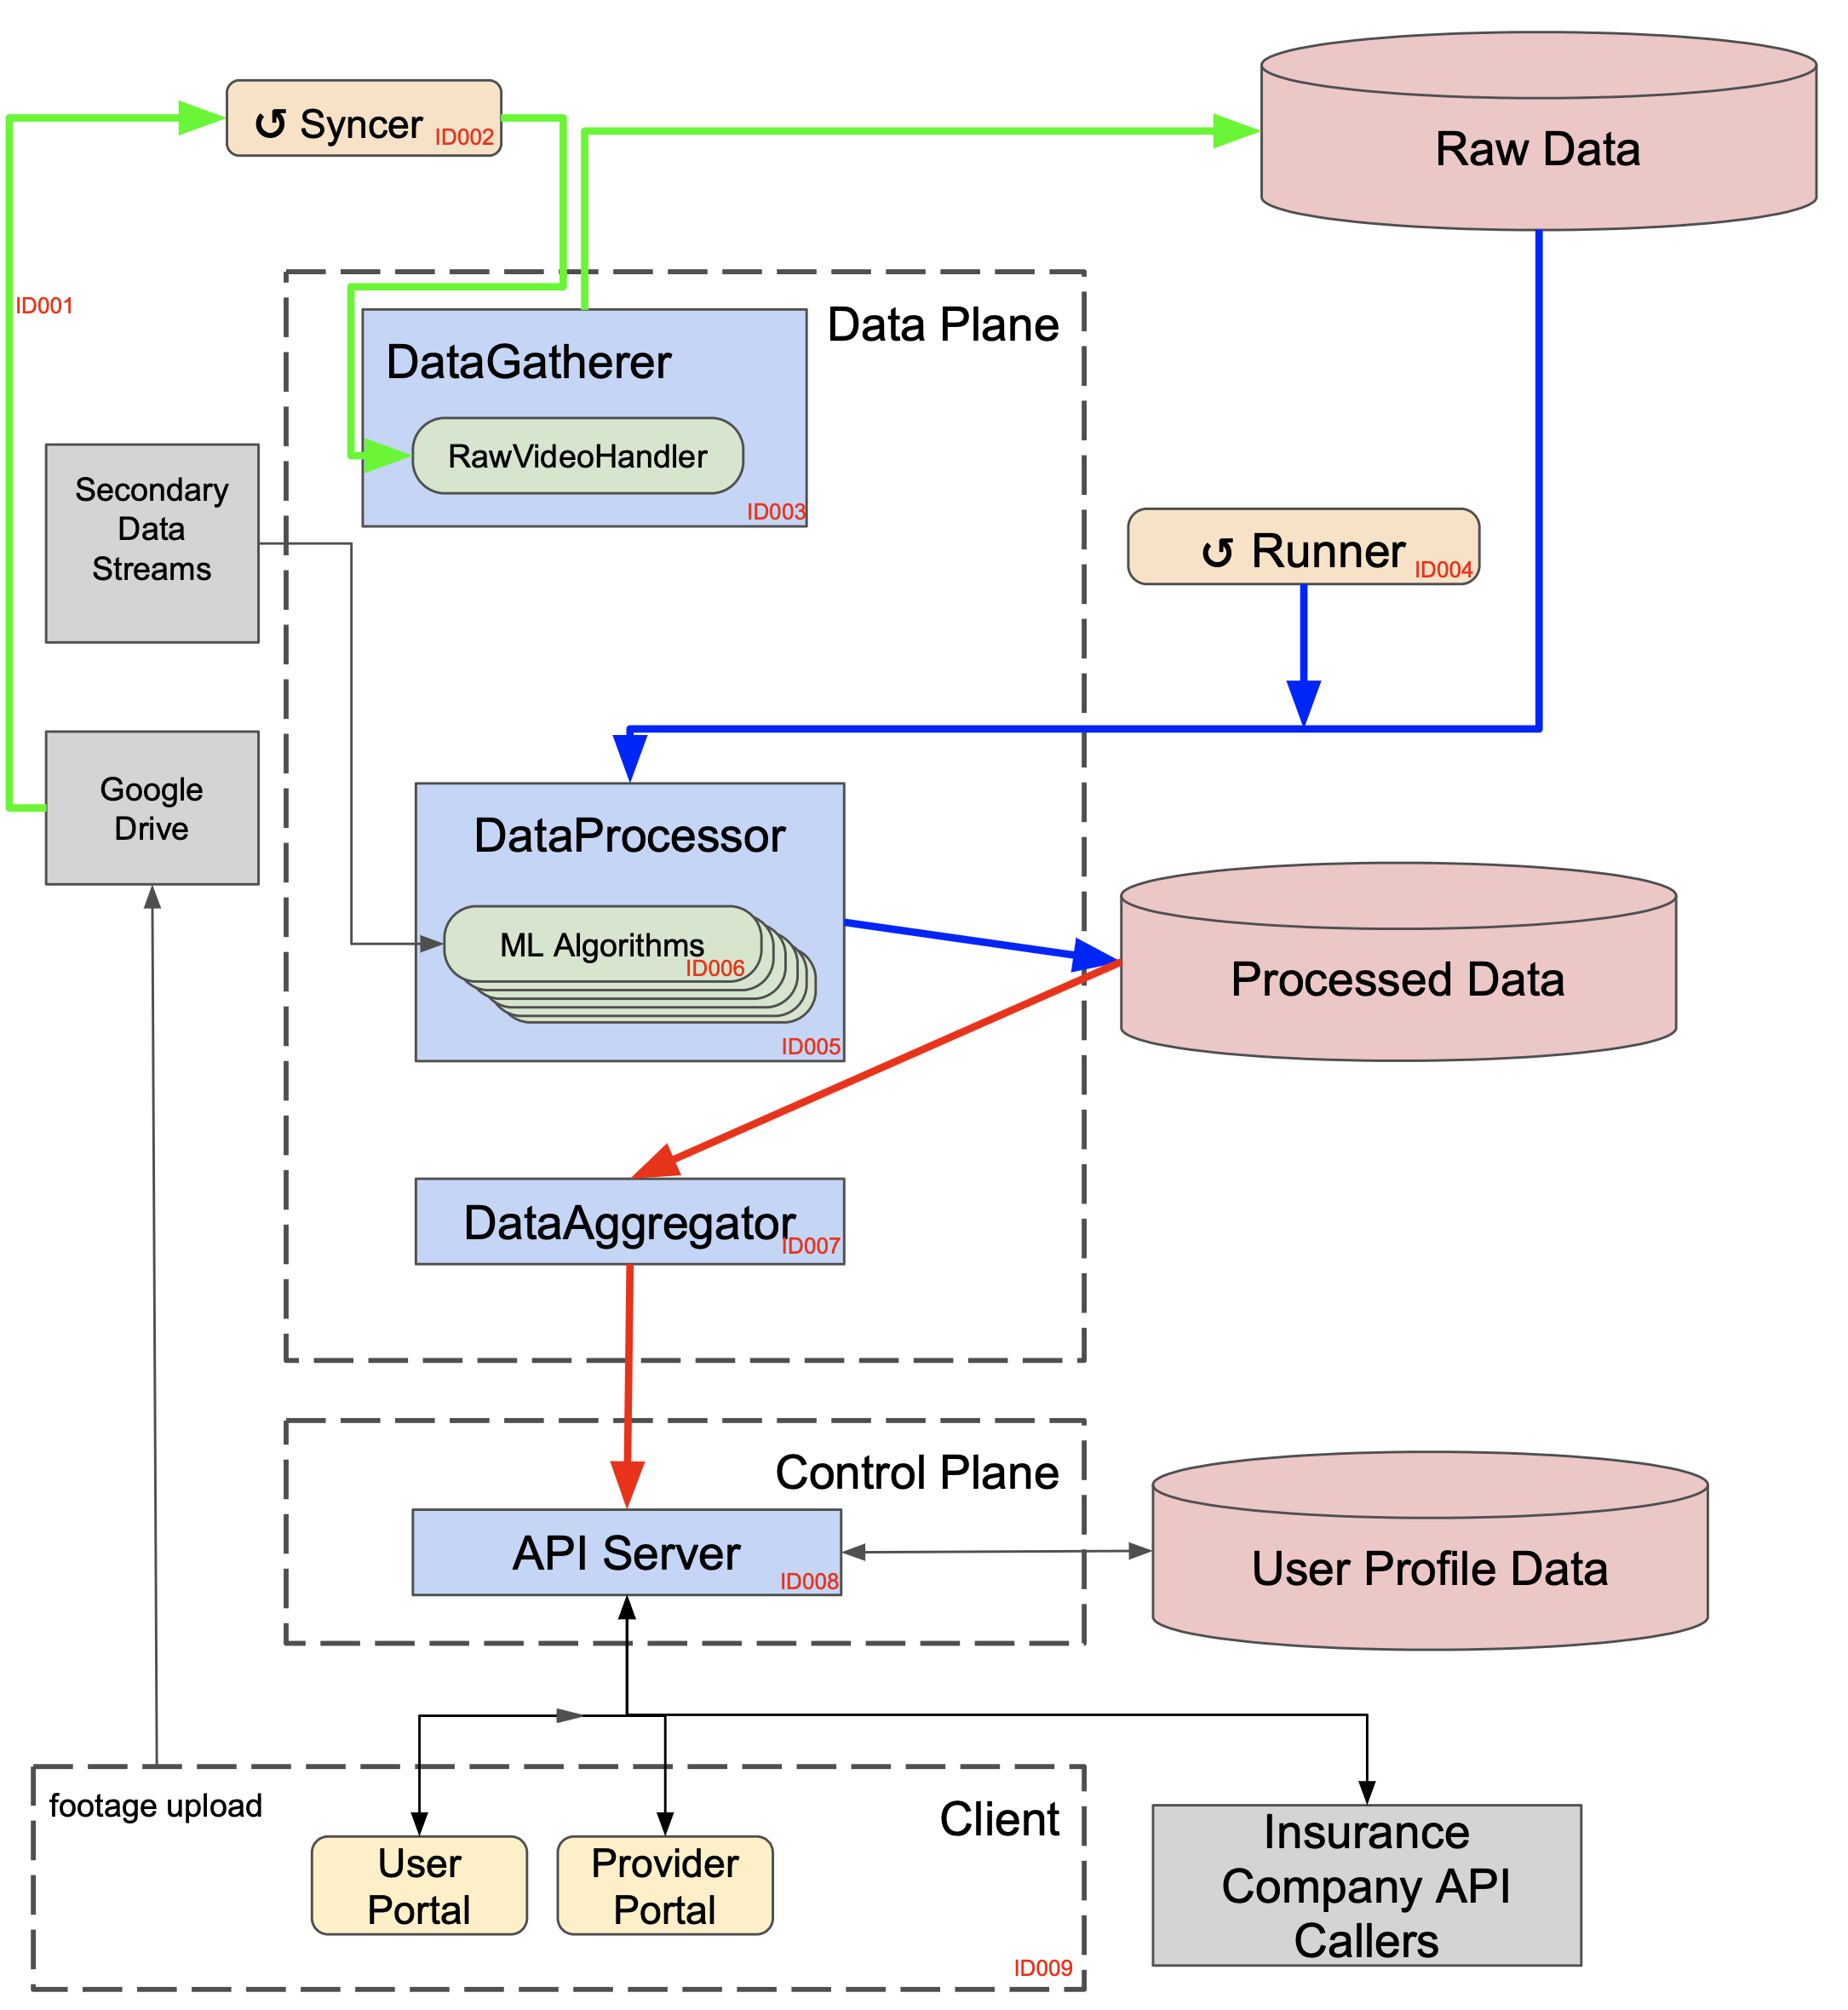 ↺ Syncer
ID002
Raw Data
ID001
Data Plane
DataGatherer
RawVideoHandler
ID003
Secondary
Data
Streams
↺ Runner
ID004
Google
Drive
DataProcessor
ML Algorithms
ID006
ID005
Processed Data
DataAggregator
ID007
Control Plane
API Server
ID008
User Profile Data
footage upload
Client
User
Portal
Provider
Portal
ID009
Insurance
Company API
Callers